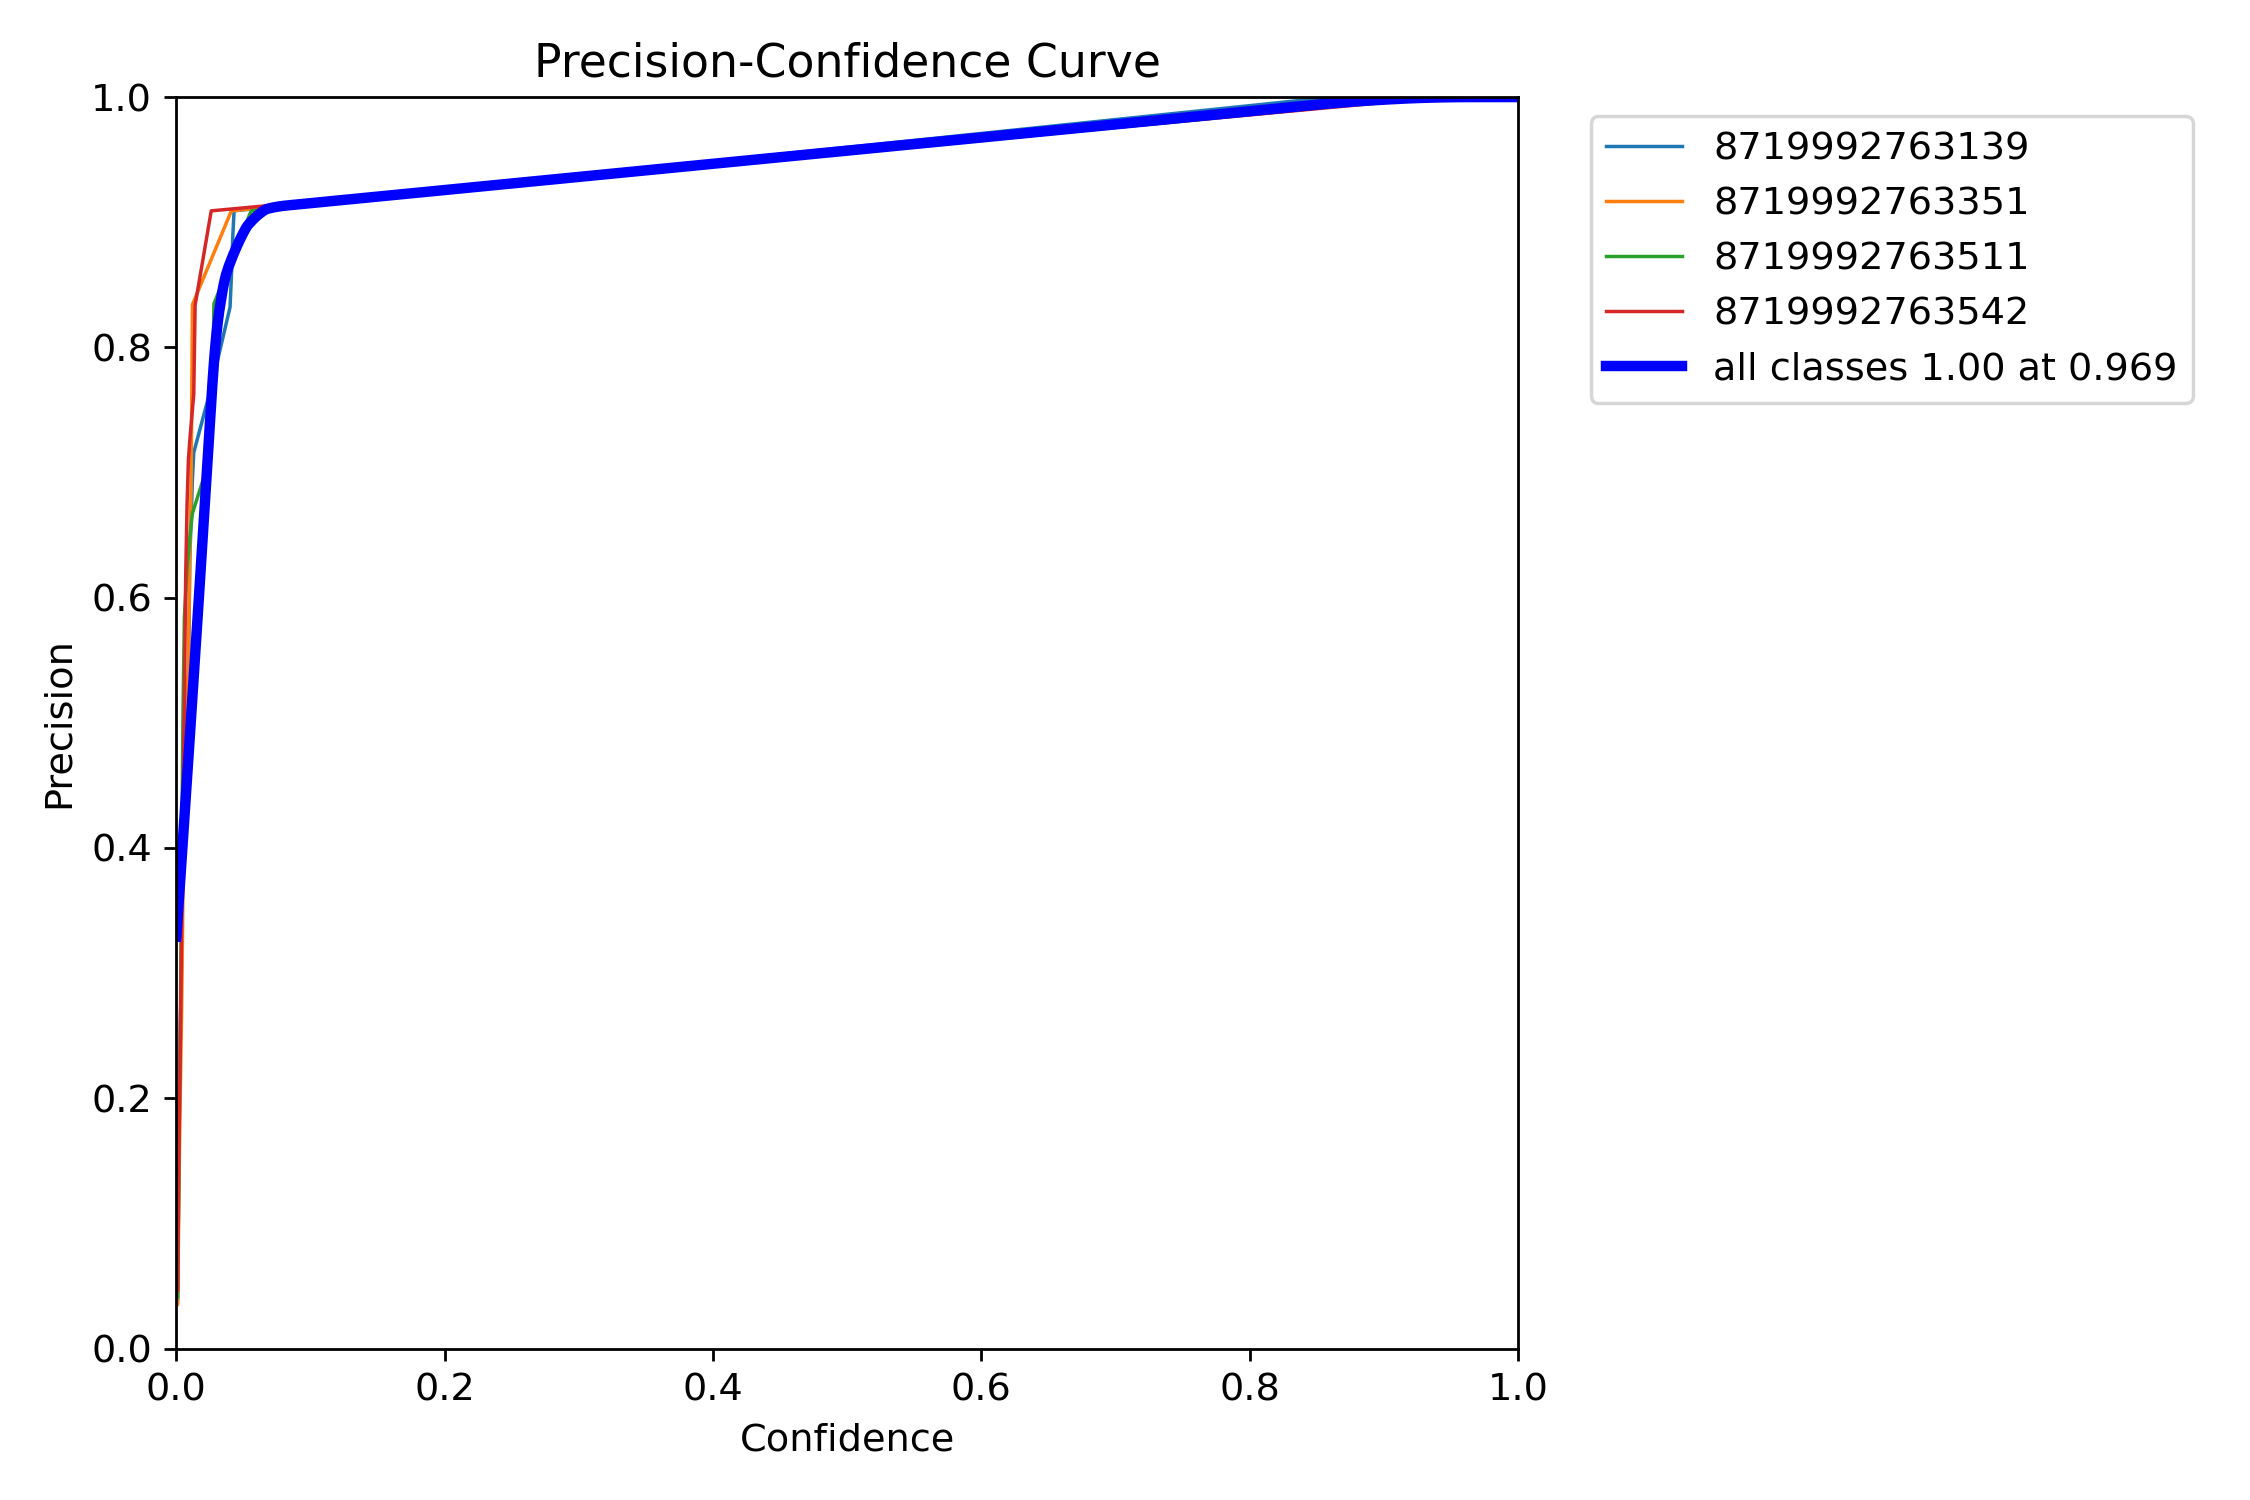 Precision-Confidence Curve
1.0
0.8
0.6
0.4
0.2
0.0
Precision
0.0 0.2 0.4 0.6 0.8 1.0
Confidence
8719992763139
8719992763351
8719992763511
8719992763542
all classes 1.00 at 0.969